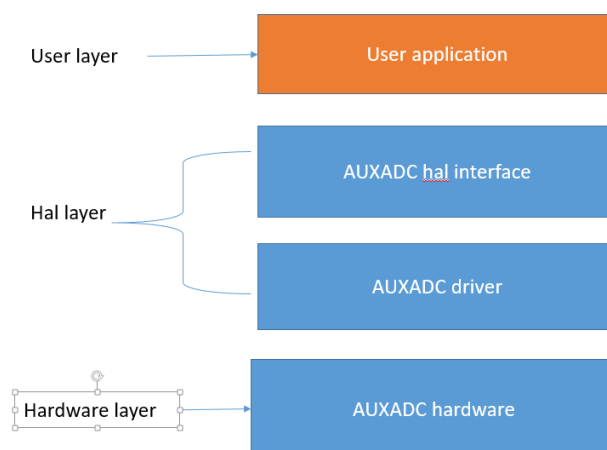 User layer
User application
AUXADC hal interface
Hal layer
AUXADC driver
Hardware layer
AUXADC hardware